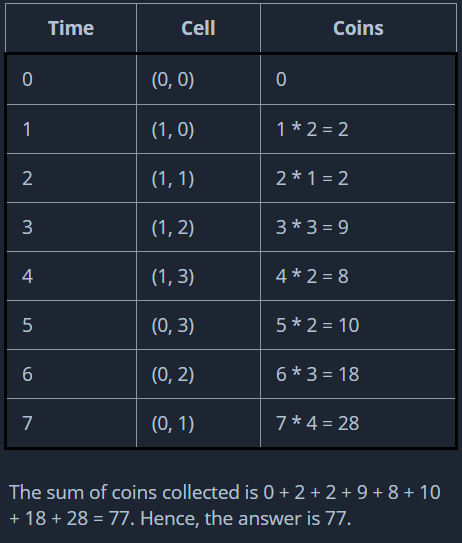 Time Cell Coins
0 (0, 0) 0
1 (1, 0) 1 * 2 = 2
2 (1, 1) 2 * 1 = 2
3 (1, 2) 3 * 3 = 9
4 (1, 3) 4 * 2 = 8
5 (0, 3) 5 * 2 = 10
6 (0, 2) 6 * 3 = 18
7 (0, 1) 7 * 4 = 28
The sum of coins collected is 0 + 2 + 2 + 9 + 8 + 10
+ 18 + 28 = 77. Hence, the answer is 77.